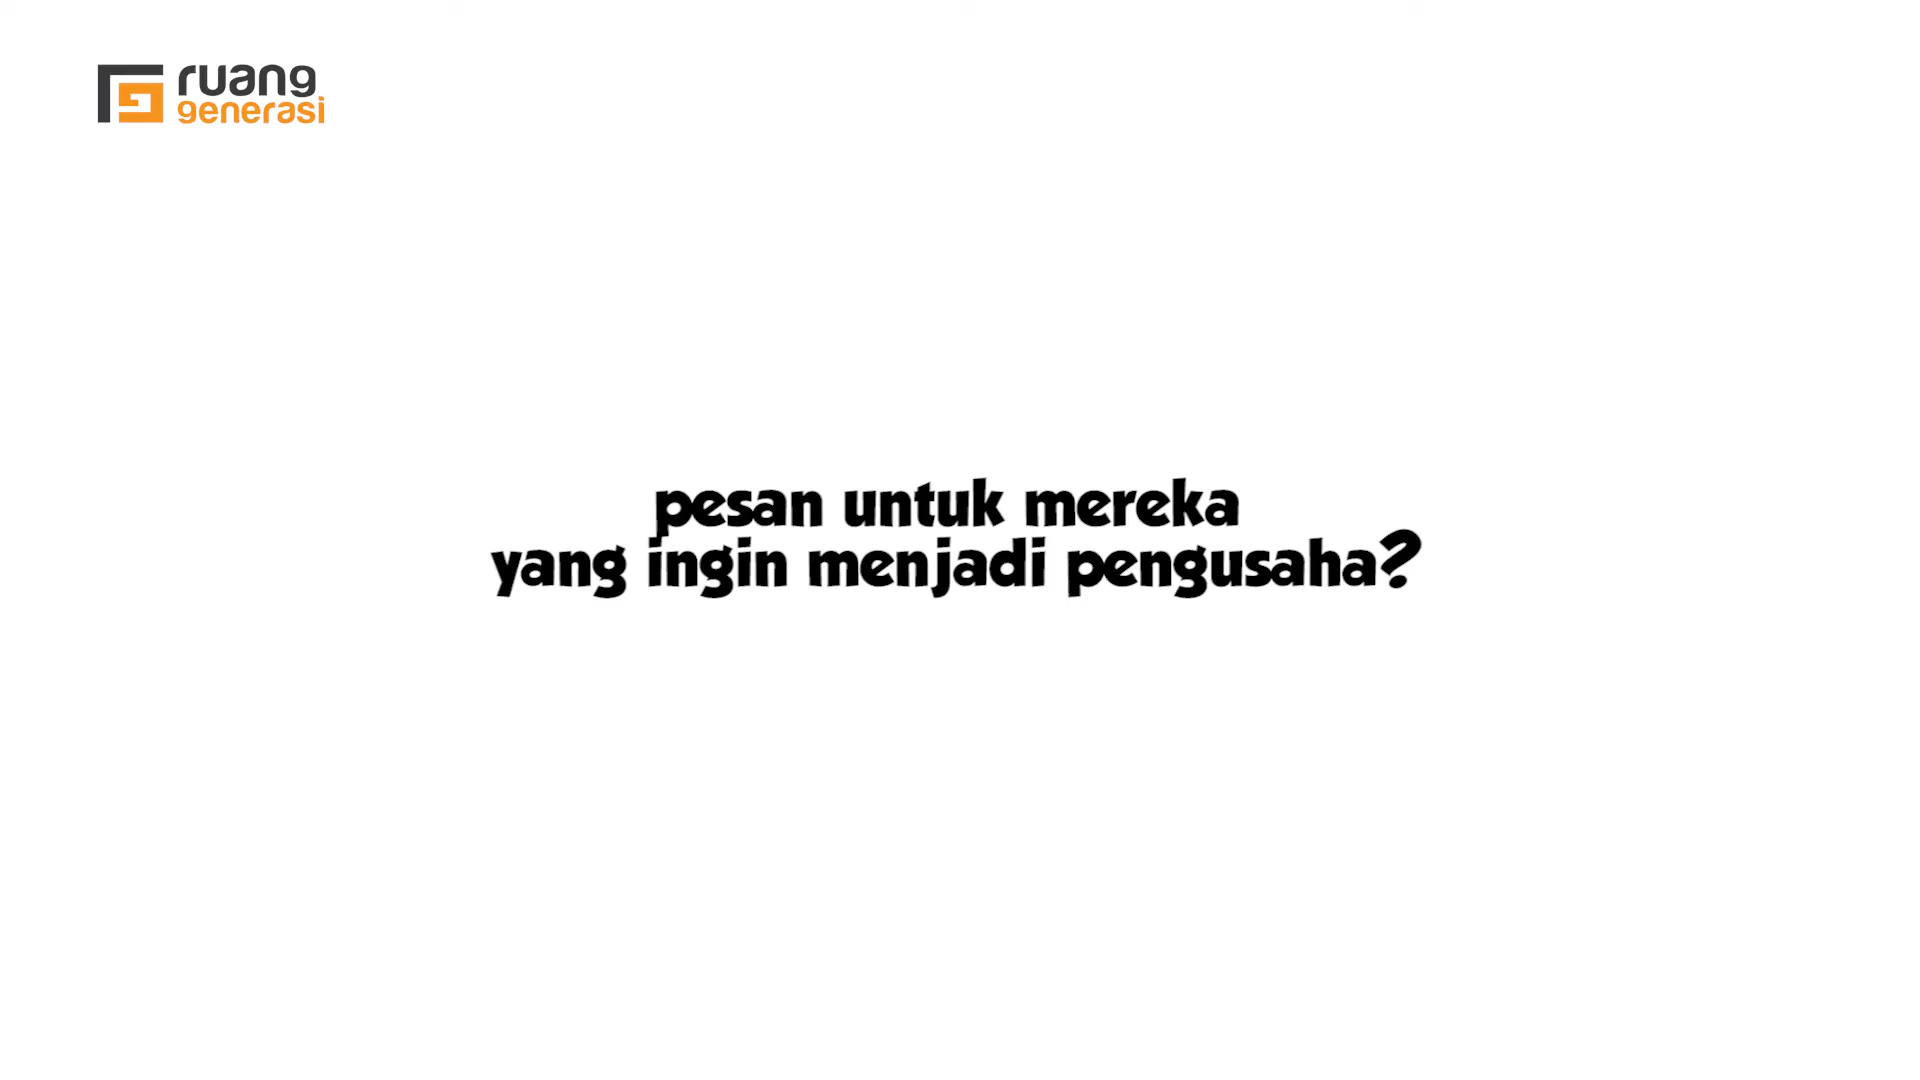 ruang
generasi
pesan untuk mereka
yang ingin menjadi pengusaha?